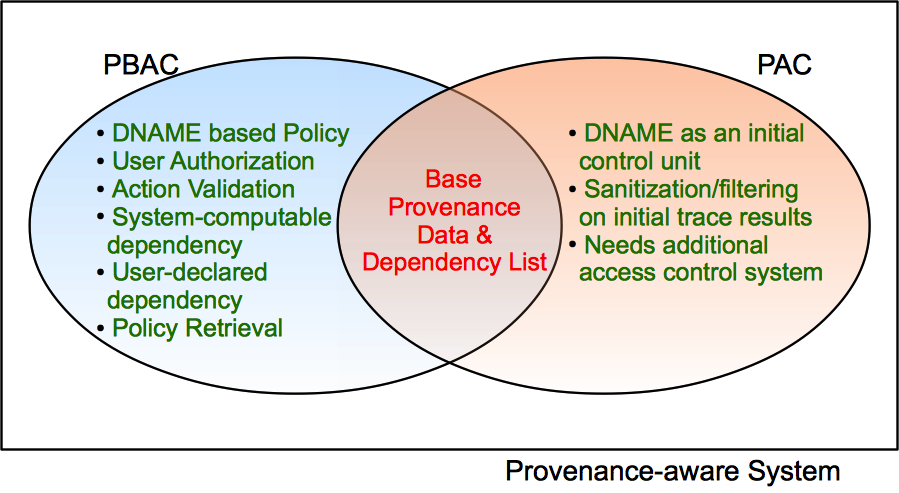 PBAC
PAC
• DNAME based Policy
• User Authorization
• Action Validation
• System-computable
dependency
• User-declared
dependency
• Policy Retrieval
Base
Provenance
Data &
Dependency List
• DNAME as an initial
control unit
• Sanitization/filtering
on initial trace results
• Needs additional
access control system
Provenance-aware System